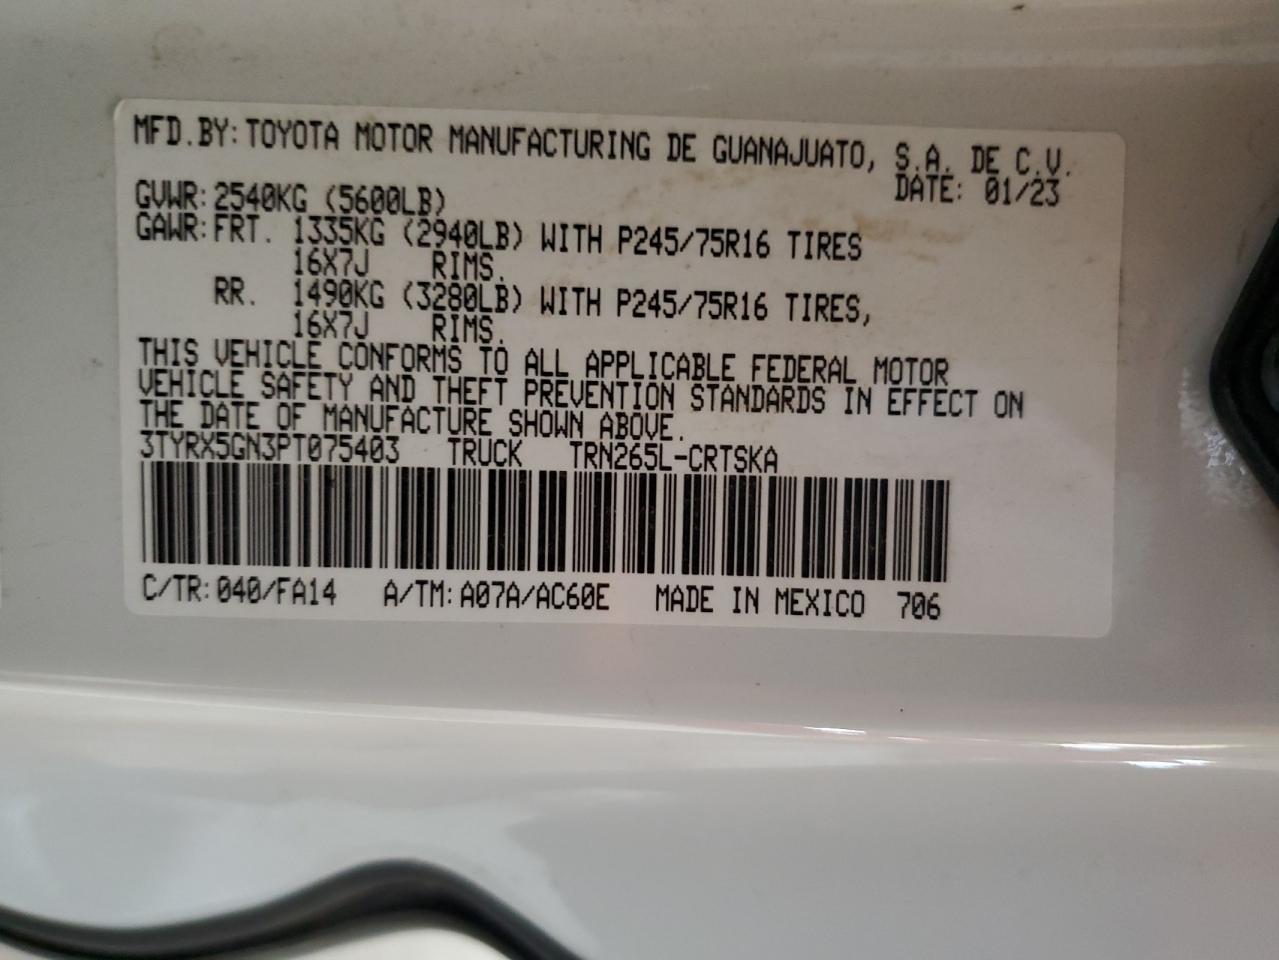 MFD.BY: TOYOTA MOTOR MANUFACTURING DE GUANAJUATO, S.A. DE C.V.
DATE: 01/23
GVWR: 2540KG (5600LB)
GAWR: FRT. 1335KG (2940LB) WITH P245/75R16 TIRES
16X7J RIMS.
RR. 1490KG (3280LB) WITH P245/75R16 TIRES,
16X7J RIMS.
THIS VEHICLE CONFORMS TO ALL APPLICABLE FEDERAL MOTOR
VEHICLE SAFETY AND THEFT PREVENTION STANDARDS IN EFFECT ON
THE DATE OF MANUFACTURE SHOWN ABOVE.
3TYRX5GN3PT075403 TRUCK TRN265L-CRTSKA
C/TR: 040/FA14 A/TM: A07A/AC60E MADE IN MEXICO 706